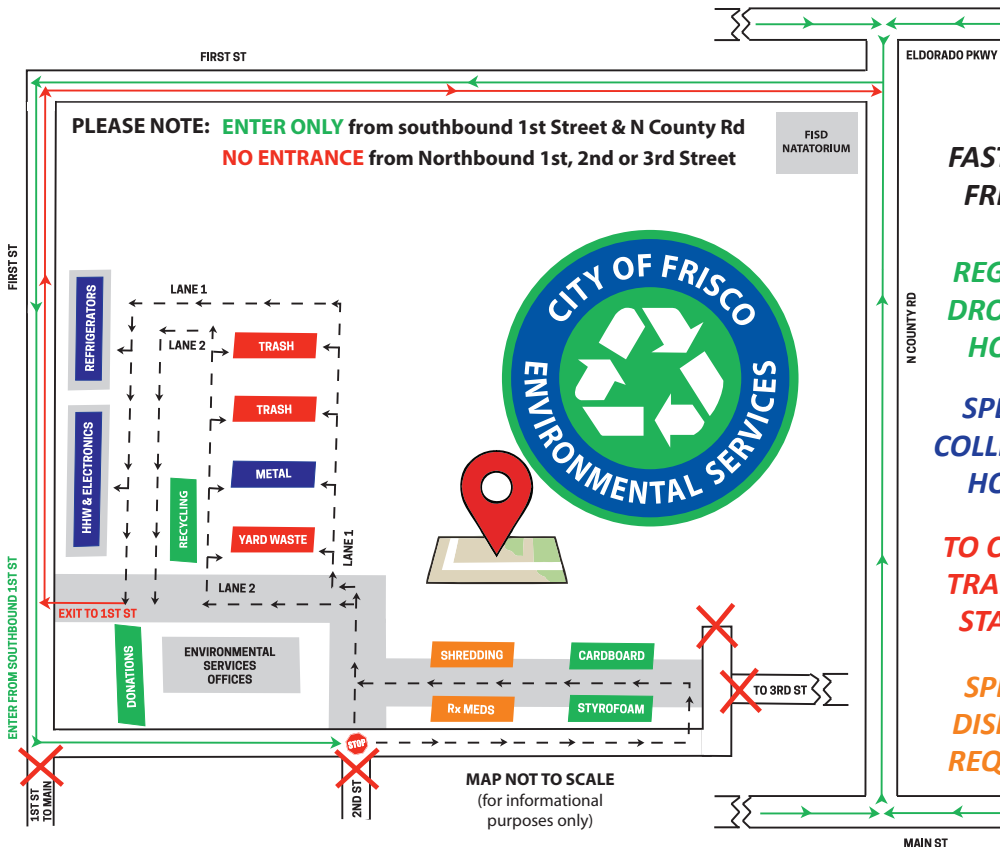 FIRST ST
ELDORADO PKWY
PLEASE NOTE: ENTER ONLY from southbound 1st Street & N County Rd
NO ENTRANCE from Northbound 1st, 2nd or 3rd Street
FISD
NATATORIUM
FIRST ST
N COUNTY RD
CITY OF FRISCO
ENVIRONMENTAL SERVICES
LANE 1
LANE 2
REFRIGERATORS
TRASH
TRASH
HHW & ELECTRONICS
METAL
RECYCLING
YARD WASTE
LANE 1
LANE 2
EXIT TO 1ST ST
ENTER FROM SOUTHBOUND 1ST ST
DONATIONS
ENVIRONMENTAL
SERVICES
OFFICES
SHREDDING
CARDBOARD
Rx MEDS
STYROFOAM
TO 3RD ST
STOP
1ST ST
TO MAIN
2ND ST
MAP NOT TO SCALE
(for informational
purposes only)
MAIN ST